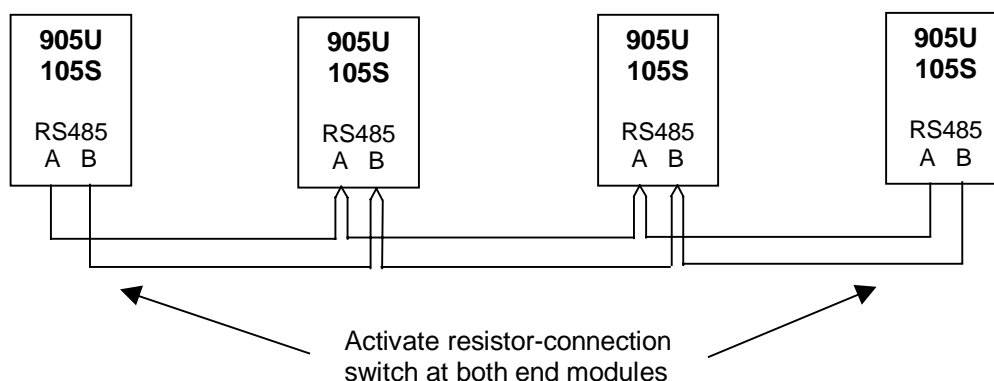 905U
105S
RS485
A B
905U
105S
RS485
A B
905U
105S
RS485
A B
905U
105S
RS485
A B
Activate resistor-connection
switch at both end modules